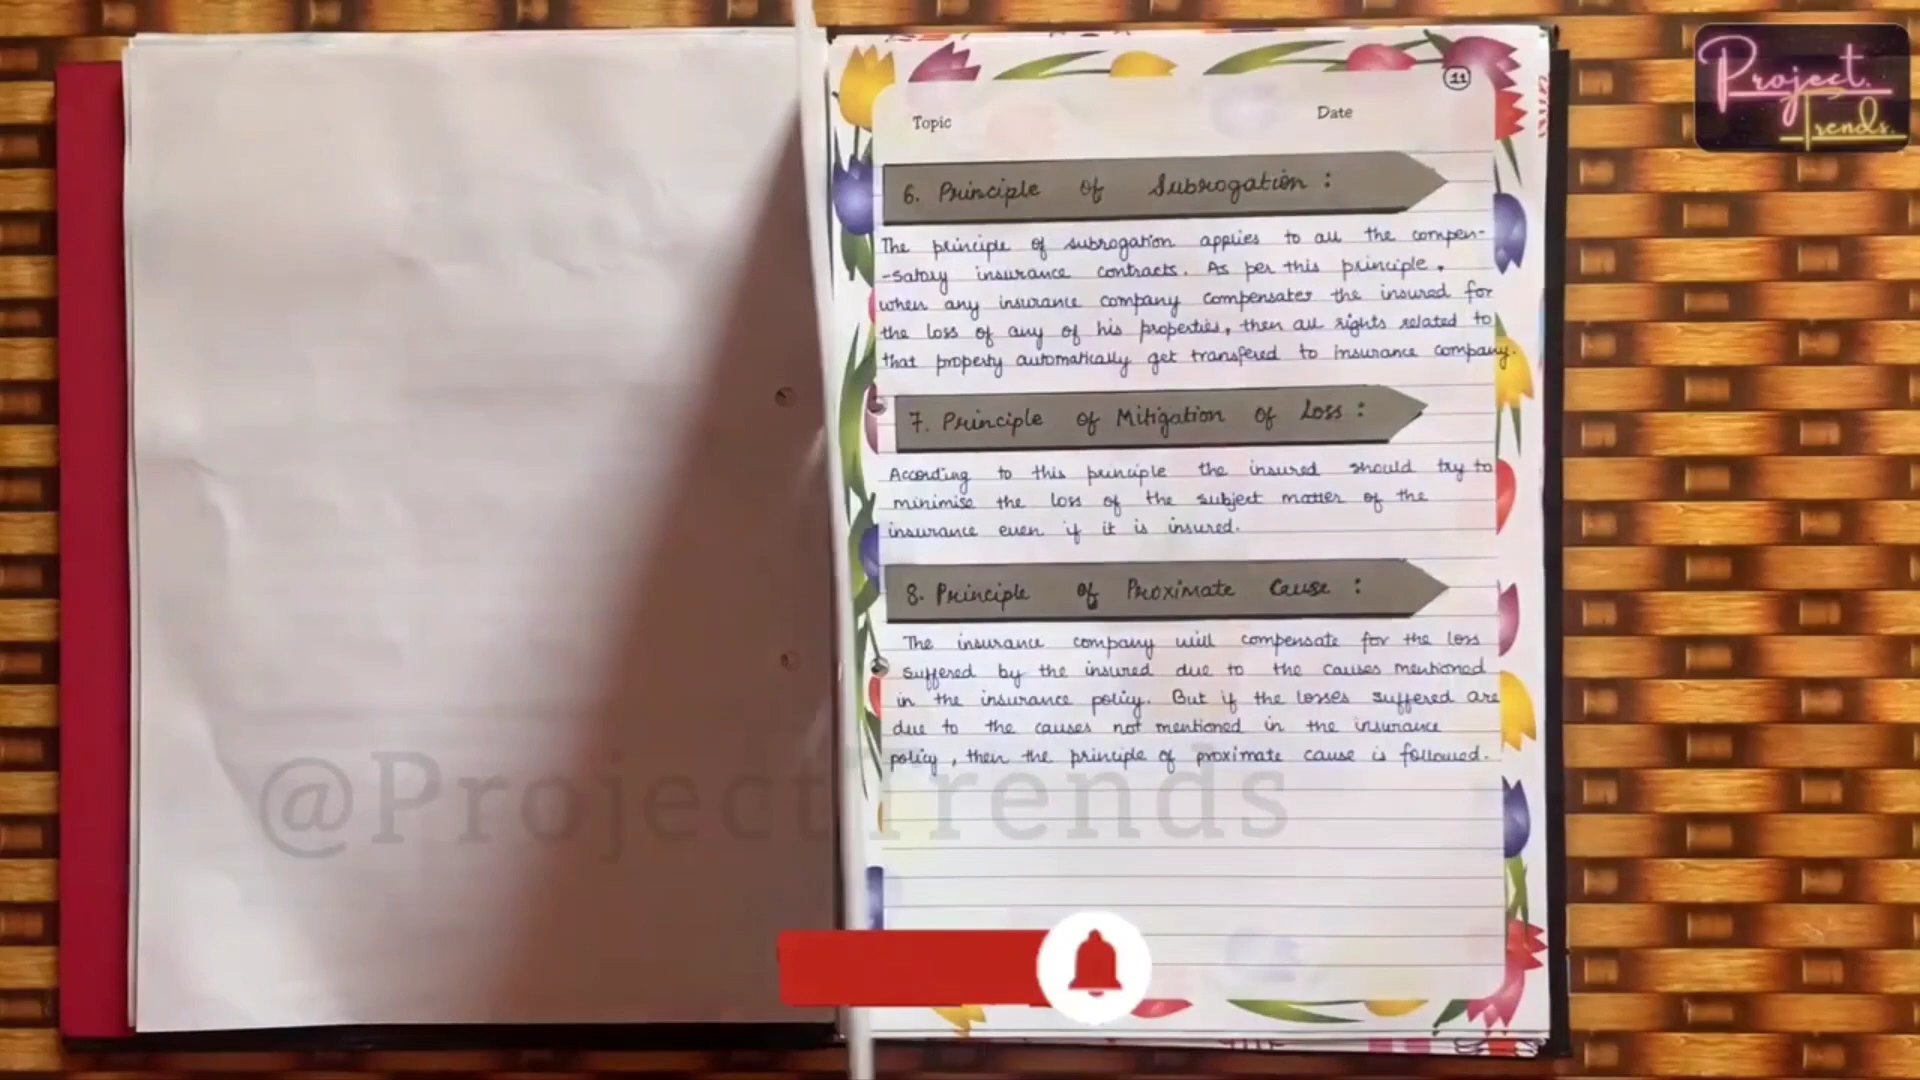 Project.
Trends.
11
Topic
Date
6. Principle of Subrogation :
The principle of subrogation applies to all the compen-
-satory insurance contracts. As per this principle,
when any insurance company compensates the insured for
the loss of any of his properties, then all rights related to
that property automatically get transfered to insurance company.
7. Principle of Mitigation of Loss :
According to this principle the insured should try to
minimise the loss of the subject matter of the
insurance even if it is insured.
8. Principle of Proximate Cause :
The insurance company will compensate for the loss
suffered by the insured due to the causes mentioned
in the insurance policy. But if the losses suffered are
due to the causes not mentioned in the insurance
policy, then the principle of proximate cause is followed.
@ProjectTrends